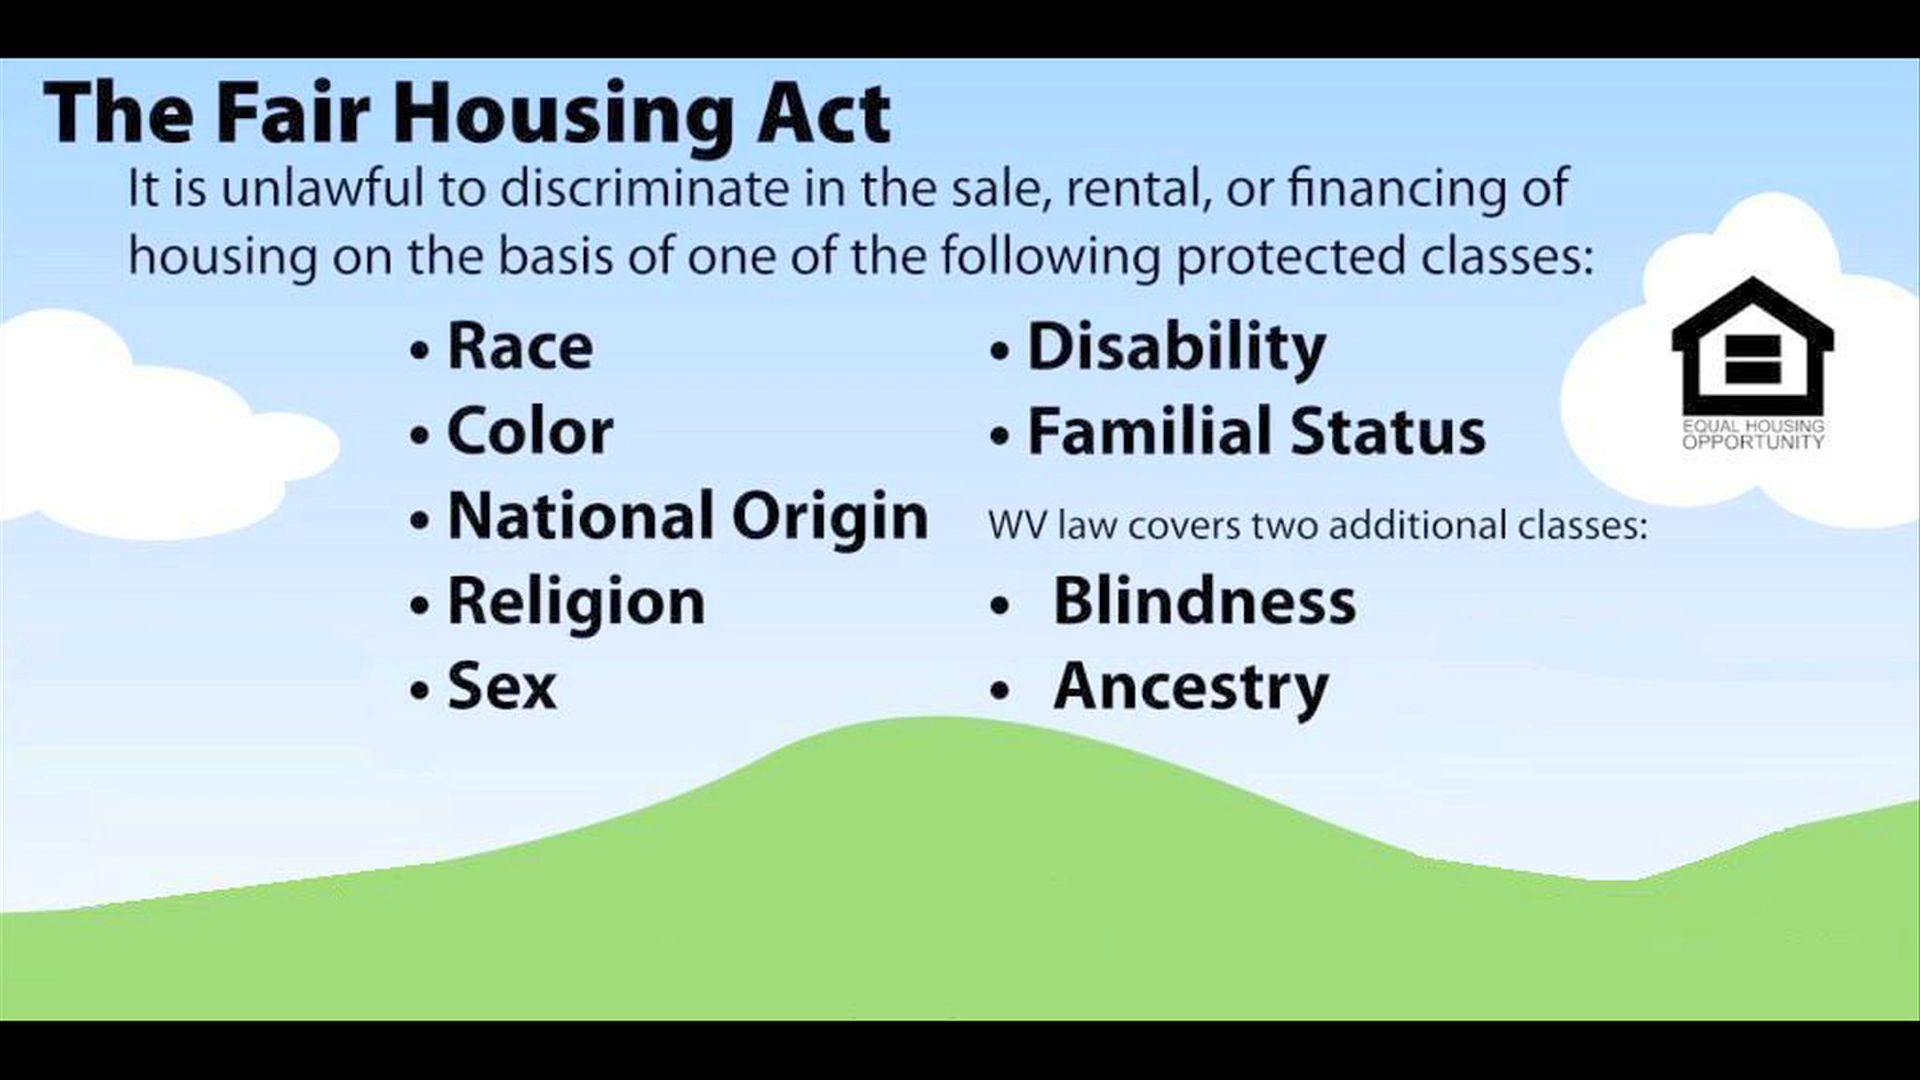 The Fair Housing Act
It is unlawful to discriminate in the sale, rental, or financing of
housing on the basis of one of the following protected classes:
• Race
• Color
• National Origin
• Religion
• Sex
• Disability
• Familial Status
WV law covers two additional classes:
• Blindness
• Ancestry
EQUAL HOUSING
OPPORTUNITY